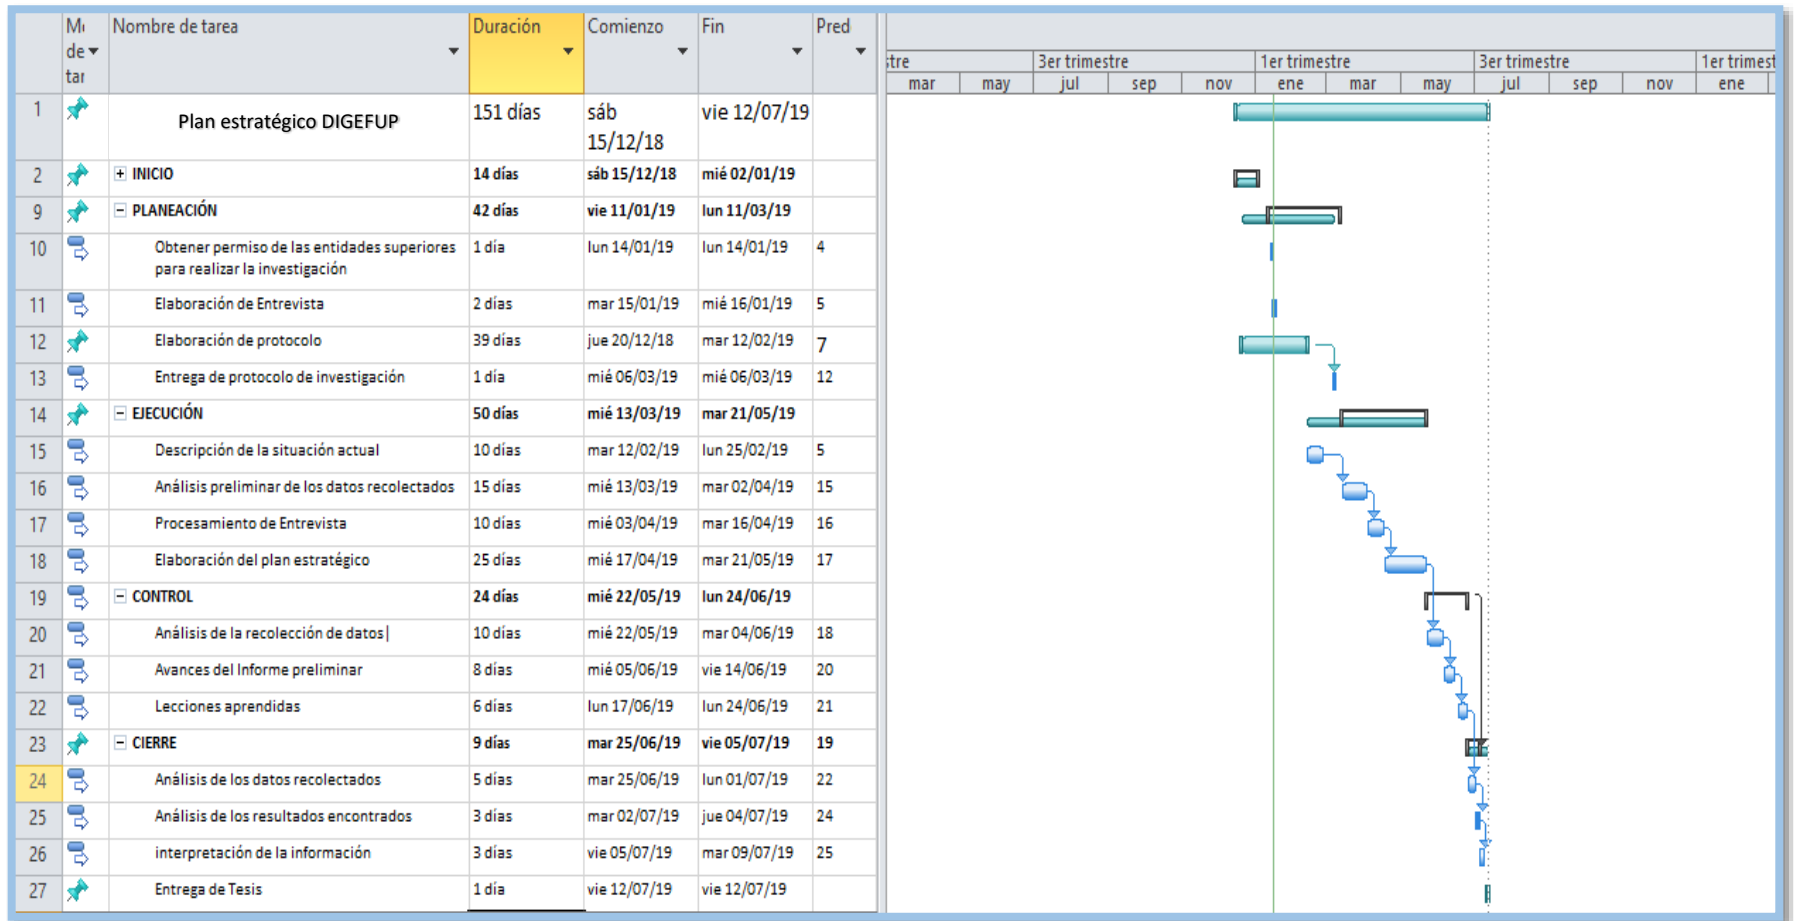 Mo Nombre de tarea Duración Comienzo Fin Pred
de
tar
stre 3er trimestre 1er trimestre 3er trimestre 1er trimest
mar may jul sep nov ene mar may jul sep nov ene
1 Plan estratégico DIGEFUP 151 días sáb 15/12/18 vie 12/07/19
2 INICIO 14 días sáb 15/12/18 mié 02/01/19
9 PLANEACIÓN 42 días vie 11/01/19 lun 11/03/19
10 Obtener permiso de las entidades superiores 1 día lun 14/01/19 lun 14/01/19 4
para realizar la investigación
11 Elaboración de Entrevista 2 días mar 15/01/19 mié 16/01/19 5
12 Elaboración de protocolo 39 días jue 20/12/18 mar 12/02/19 7
13 Entrega de protocolo de investigación 1 día mié 06/03/19 mié 06/03/19 12
14 EJECUCIÓN 50 días mié 13/03/19 mar 21/05/19
15 Descripción de la situación actual 10 días mar 12/02/19 lun 25/02/19 5
16 Análisis preliminar de los datos recolectados 15 días mié 13/03/19 mar 02/04/19 15
17 Procesamiento de Entrevista 10 días mié 03/04/19 mar 16/04/19 16
18 Elaboración del plan estratégico 25 días mié 17/04/19 mar 21/05/19 17
19 CONTROL 24 días mié 22/05/19 lun 24/06/19
20 Análisis de la recolección de datos 10 días mié 22/05/19 mar 04/06/19 18
21 Avances del Informe preliminar 8 días mié 05/06/19 vie 14/06/19 20
22 Lecciones aprendidas 6 días lun 17/06/19 lun 24/06/19 21
23 CIERRE 9 días mar 25/06/19 vie 05/07/19 19
24 Análisis de los datos recolectados 5 días mar 25/06/19 lun 01/07/19 22
25 Análisis de los resultados encontrados 3 días mar 02/07/19 jue 04/07/19 24
26 interpretación de la información 3 días vie 05/07/19 mar 09/07/19 25
27 Entrega de Tesis 1 día vie 12/07/19 vie 12/07/19